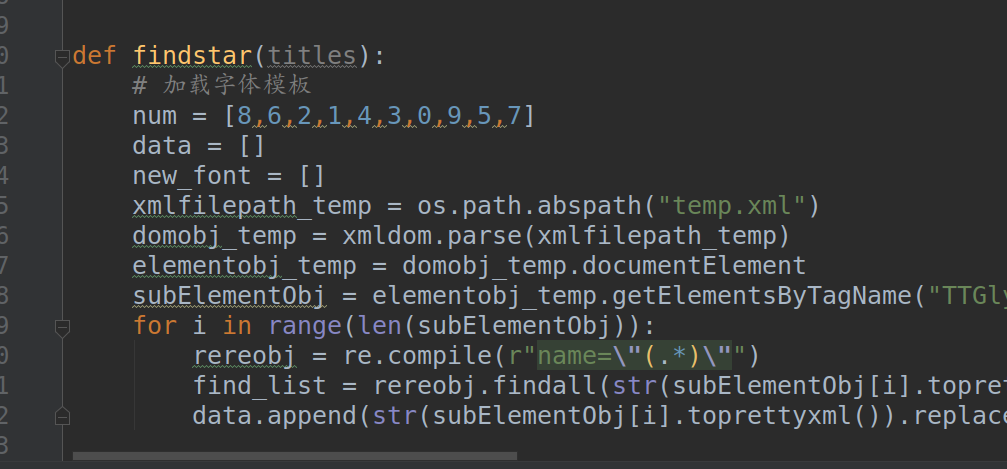 9
0 def findstar(titles):
1 # 加载字体模板
2 num = [8,6,2,1,4,3,0,9,5,7]
3 data = []
4 new_font = []
5 xmlfilepath_temp = os.path.abspath("temp.xml")
6 domobj_temp = xmldom.parse(xmlfilepath_temp)
7 elementobj_temp = domobj_temp.documentElement
8 subElementObj = elementobj_temp.getElementsByTagName("TTGly
9 for i in range(len(subElementObj)):
0 rereobj = re.compile(r"name=\"(.*)\"")
1 find_list = rereobj.findall(str(subElementObj[i].topret
2 data.append(str(subElementObj[i].toprettyxml()).replace
3